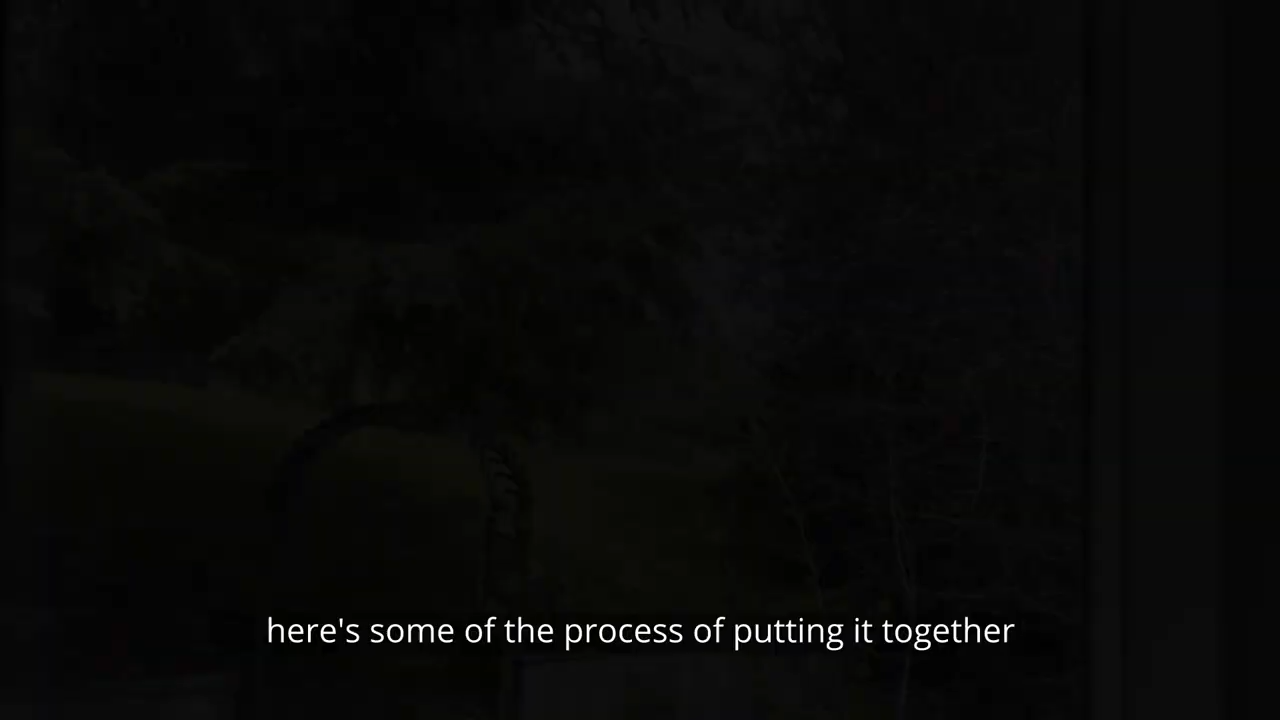 here's some of the process of putting it together